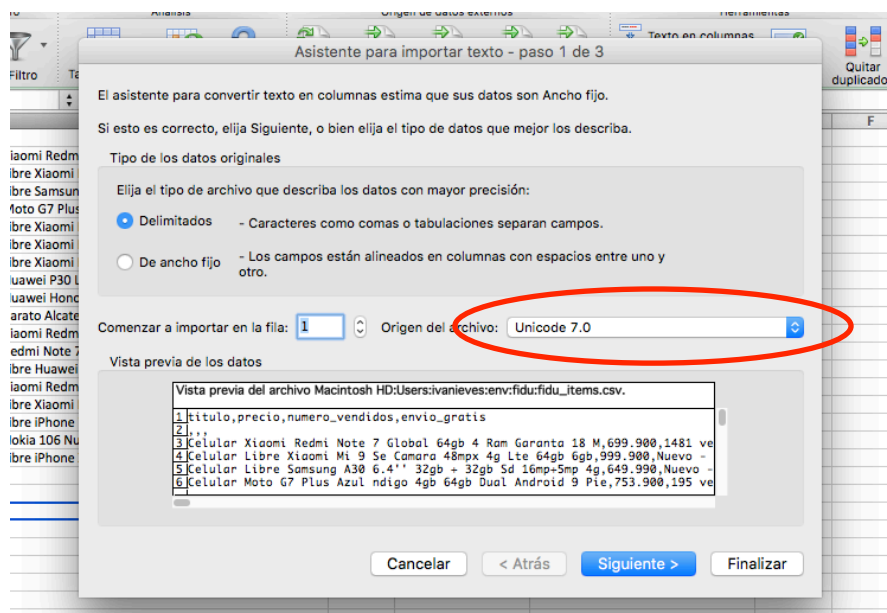 Análisis
Origen de datos externos
Herramientas
Texto en columnas
Filtro
Quitar
duplicado
F
Asistente para importar texto - paso 1 de 3
El asistente para convertir texto en columnas estima que sus datos son Ancho fijo.
Si esto es correcto, elija Siguiente, o bien elija el tipo de datos que mejor los describa.
Tipo de los datos originales
Elija el tipo de archivo que describa los datos con mayor precisión:
Delimitados - Caracteres como comas o tabulaciones separan campos.
De ancho fijo - Los campos están alineados en columnas con espacios entre uno y
otro.
Comenzar a importar en la fila: 1 Origen del archivo: Unicode 7.0
Vista previa de los datos
Vista previa del archivo Macintosh HD:Users:ivanieves:env:fidu:fidu_items.csv.
1 titulo,precio,numero_vendidos,envio_gratis
2 ,,,
3 Celular Xiaomi Redmi Note 7 Global 64gb 4 Ram Garanta 18 M,699.900,1481 ve
4 Celular Libre Xiaomi Mi 9 Se Camara 48mpx 4g Lte 64gb 6gb,999.900,Nuevo -
5 Celular Libre Samsung A30 6.4'' 32gb + 32gb Sd 16mp+5mp 4g,649.990,Nuevo -
6 Celular Moto G7 Plus Azul ndigo 4gb 64gb Dual Android 9 Pie,753.900,195 ve
Cancelar < Atrás Siguiente > Finalizar
iaomi Redm
ibre Xiaomi
ibre Samsun
Moto G7 Plus
ibre Xiaomi
ibre Xiaomi
ibre Xiaomi
luawei P30 L
luawei Hono
arato Alcate
iaomi Redm
edmi Note 7
ibre Huawei
iaomi Redm
ibre Xiaomi
ibre iPhone
lokia 106 Nu
ibre iPhone